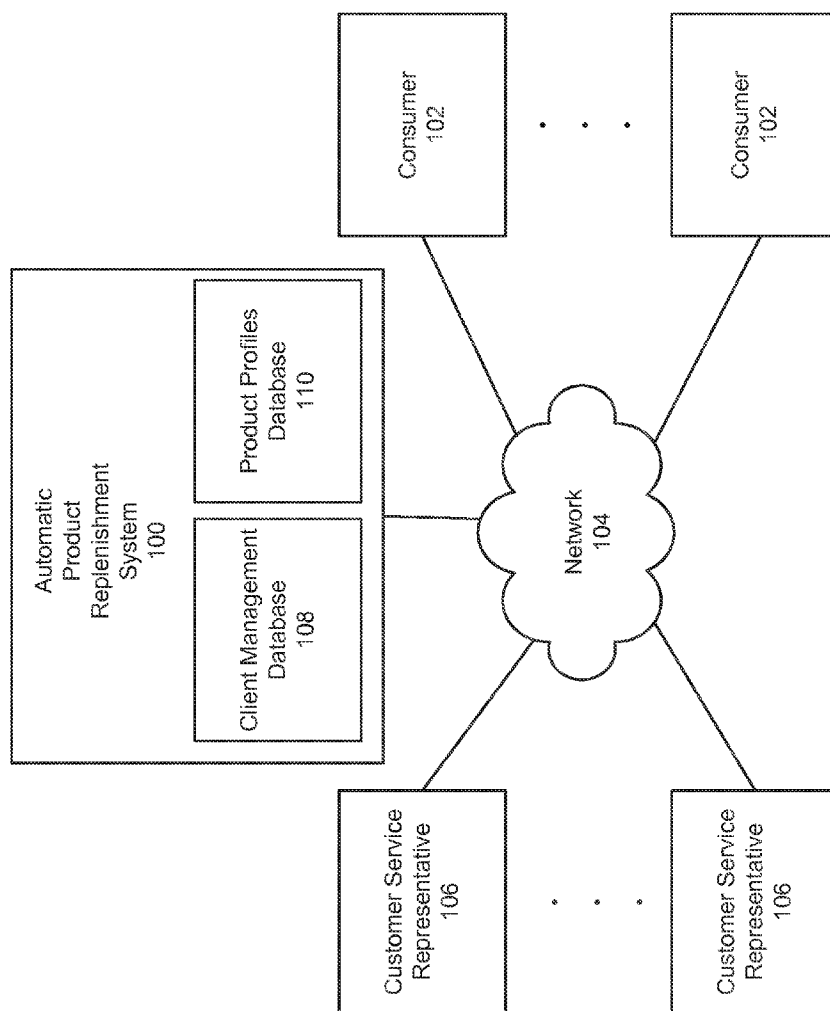 Automatic
Product
Replenishment
System
100
Client Management
Database
108
Product Profiles
Database
110
Customer Service
Representative
106
Network
104
Consumer
102
Customer Service
Representative
106
Consumer
102